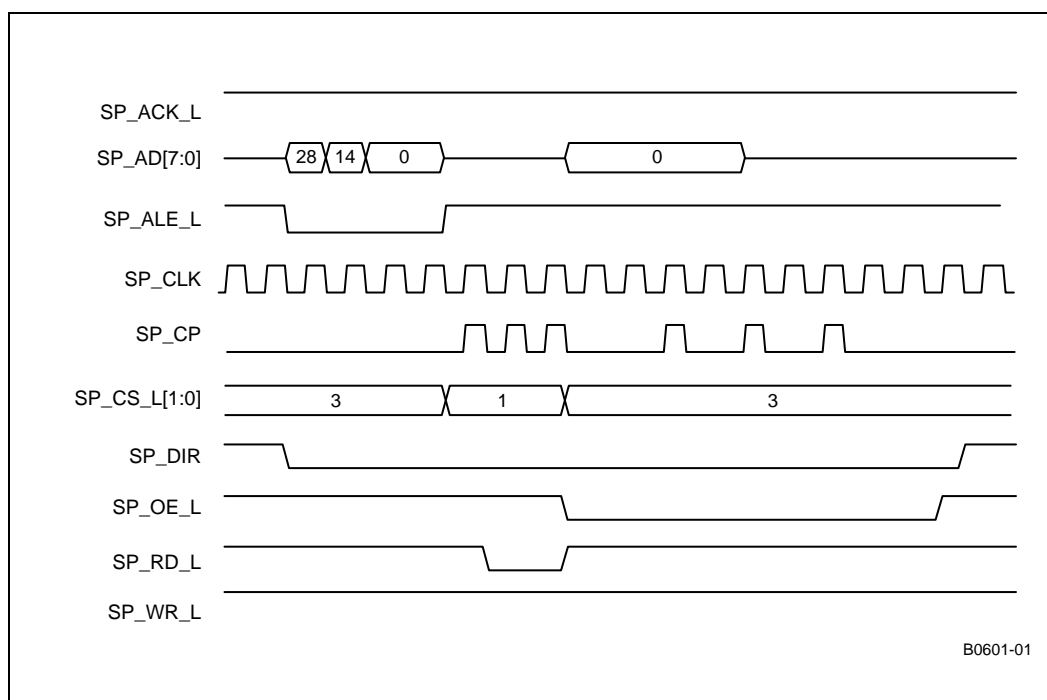 SP_ACK_L
SP_AD[7:0] 28 14 0 0
SP_ALE_L
SP_CLK
SP_CP
SP_CS_L[1:0] 3 1 3
SP_DIR
SP_OE_L
SP_RD_L
SP_WR_L
B0601-01